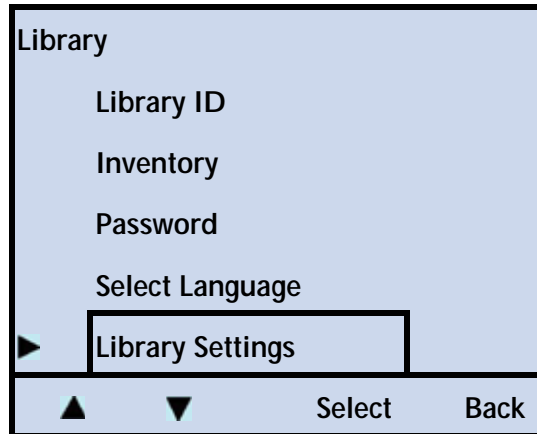 Library
Library ID
Inventory
Password
Select Language
Library Settings
Select Back